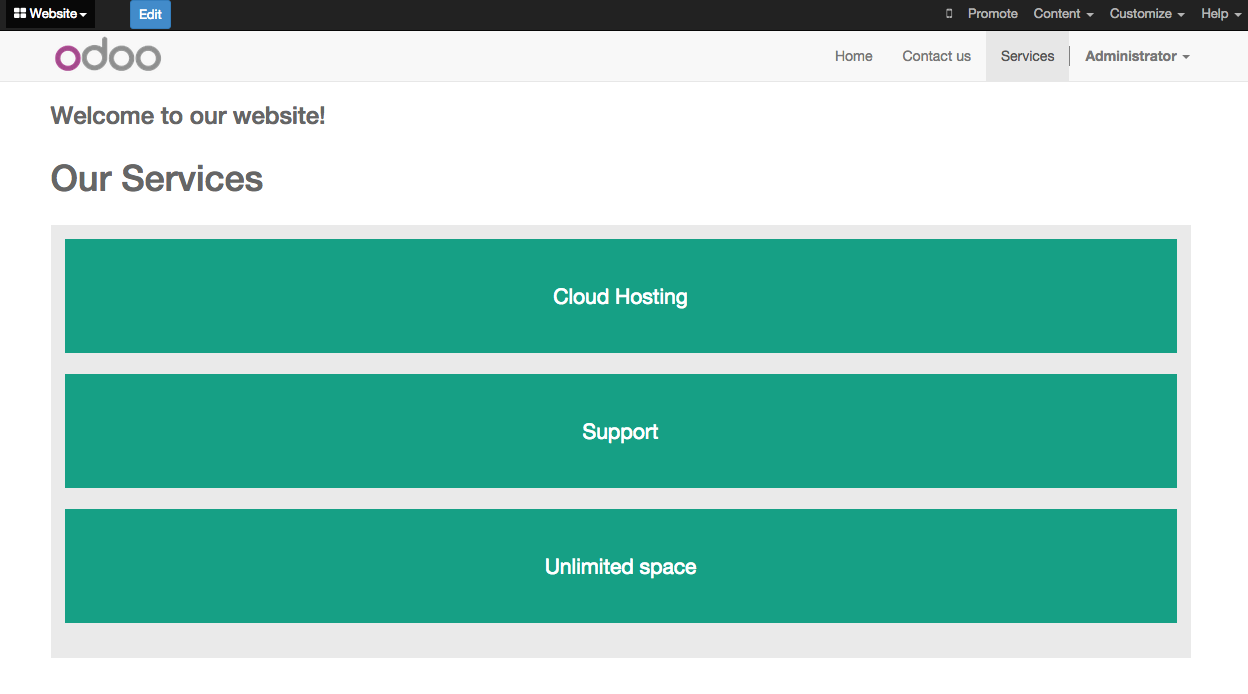 Website Edit Promote Content Customize Help
odoo Home Contact us Services Administrator
Welcome to our website!
Our Services
Cloud Hosting
Support
Unlimited space